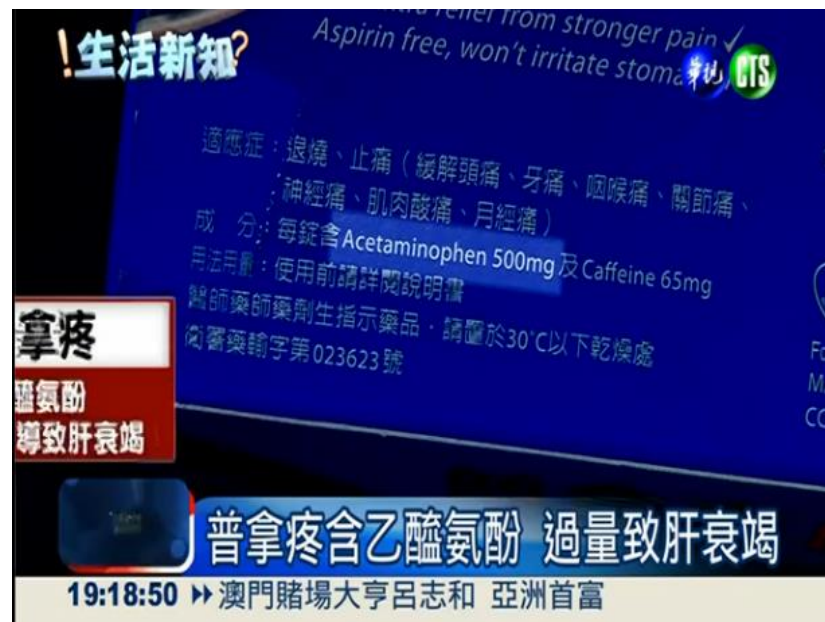 !生活新知?
relief from stronger pain ✓
Aspirin free, won't irritate stoma
華視 CTS
適應症：退燒、止痛（緩解頭痛、牙痛、咽喉痛、關節痛、
神經痛、肌肉酸痛、月經痛）
成 分：每錠含Acetaminophen 500mg及Caffeine 65mg
用法用量：使用前請詳閱說明書
醫師藥師藥劑生指示藥品．請置於30°C以下乾燥處
衛署藥輸字第023623號
拿疼
醯氨酚
導致肝衰竭
普拿疼含乙醯氨酚 過量致肝衰竭
19:18:50 澳門賭場大亨呂志和 亞洲首富